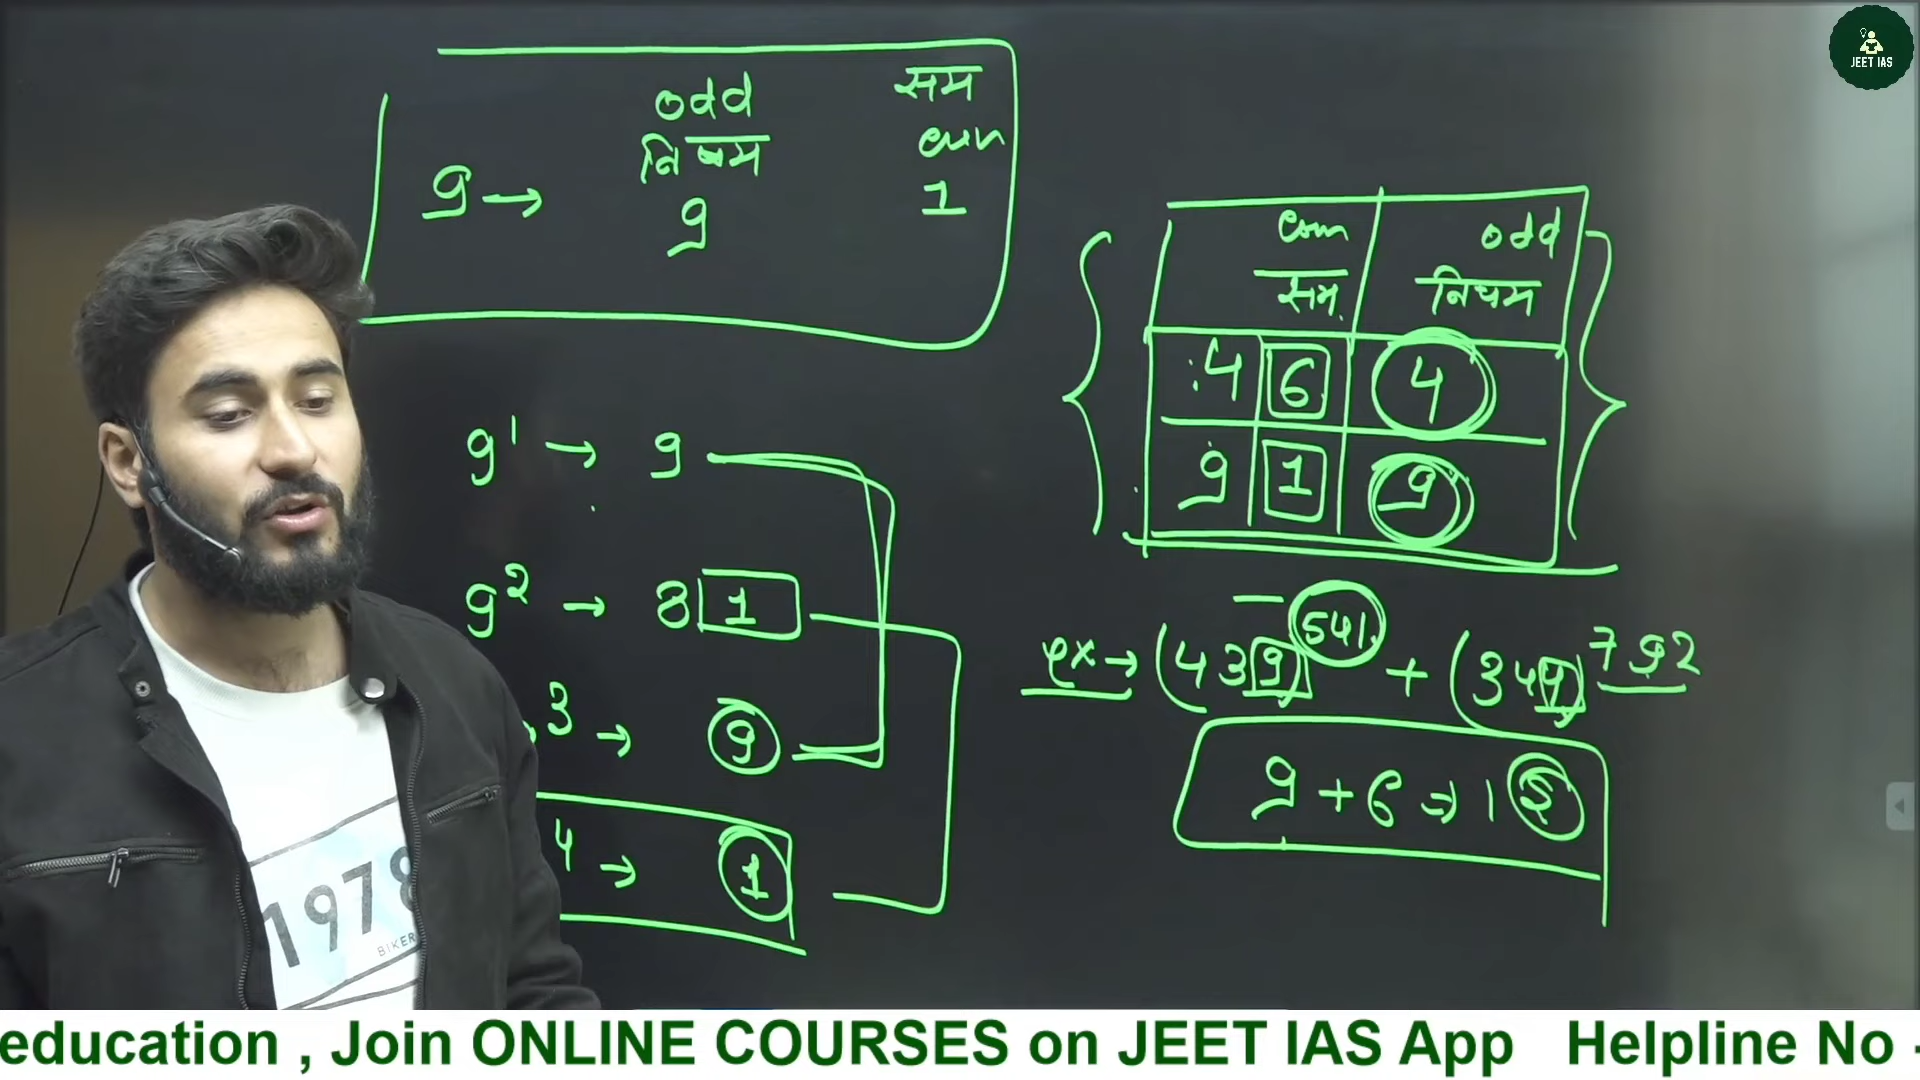 JEET IAS
odd सम
निषम even
9 → 9 1
even odd
सम निषम
4 6 4
9 1 9
9¹ → 9
9² → 81
3 → 9
4 → 1
ex → (439)⁵⁴¹ + (349)⁷⁹²
9 + 6 ⇒ 15
1978
BIKER
education , Join ONLINE COURSES on JEET IAS App Helpline No -